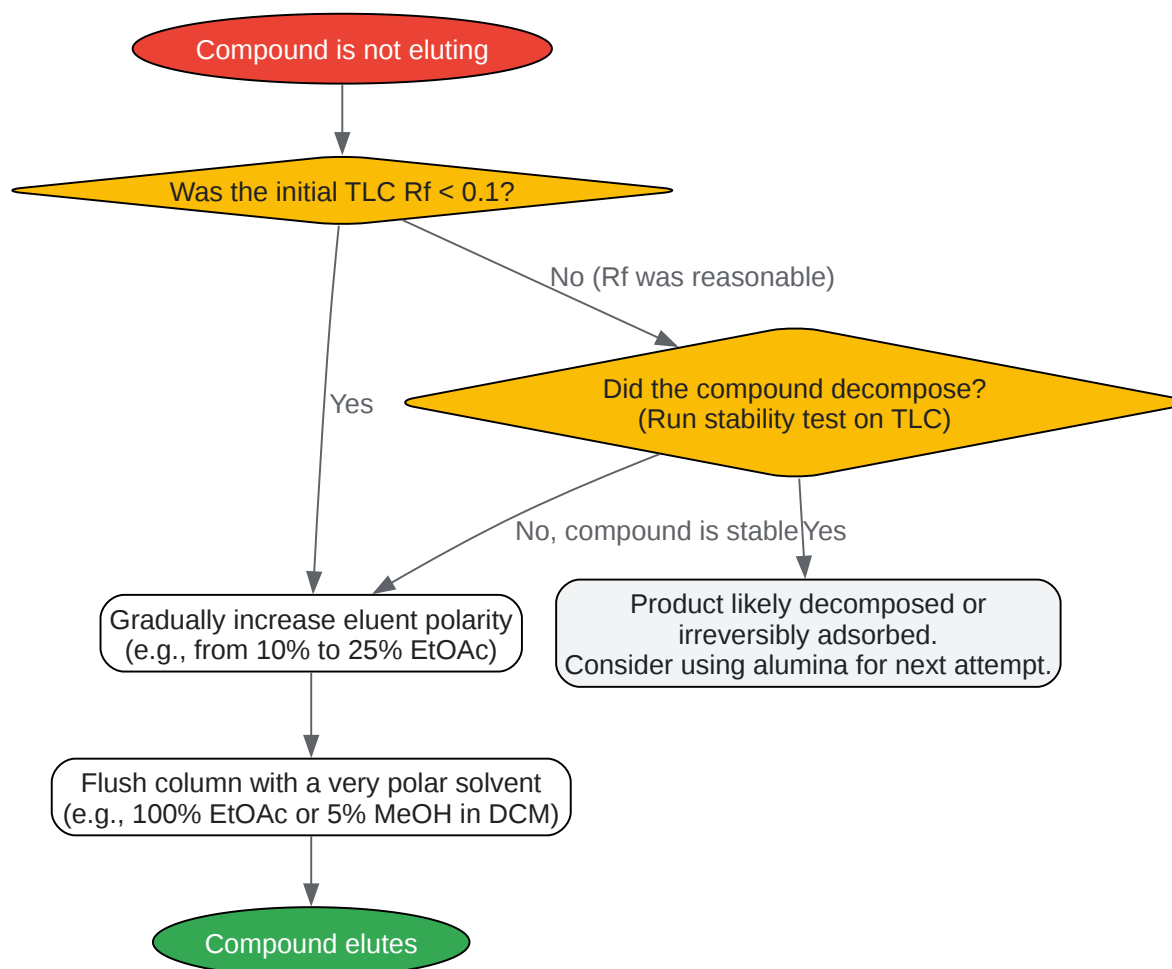 Compound is not eluting
Was the initial TLC Rf < 0.1?
No (Rf was reasonable)
Did the compound decompose?
(Run stability test on TLC)
Yes
No, compound is stable
Yes
Gradually increase eluent polarity
(e.g., from 10% to 25% EtOAc)
Product likely decomposed or
irreversibly adsorbed.
Consider using alumina for next attempt.
Flush column with a very polar solvent
(e.g., 100% EtOAc or 5% MeOH in DCM)
Compound elutes